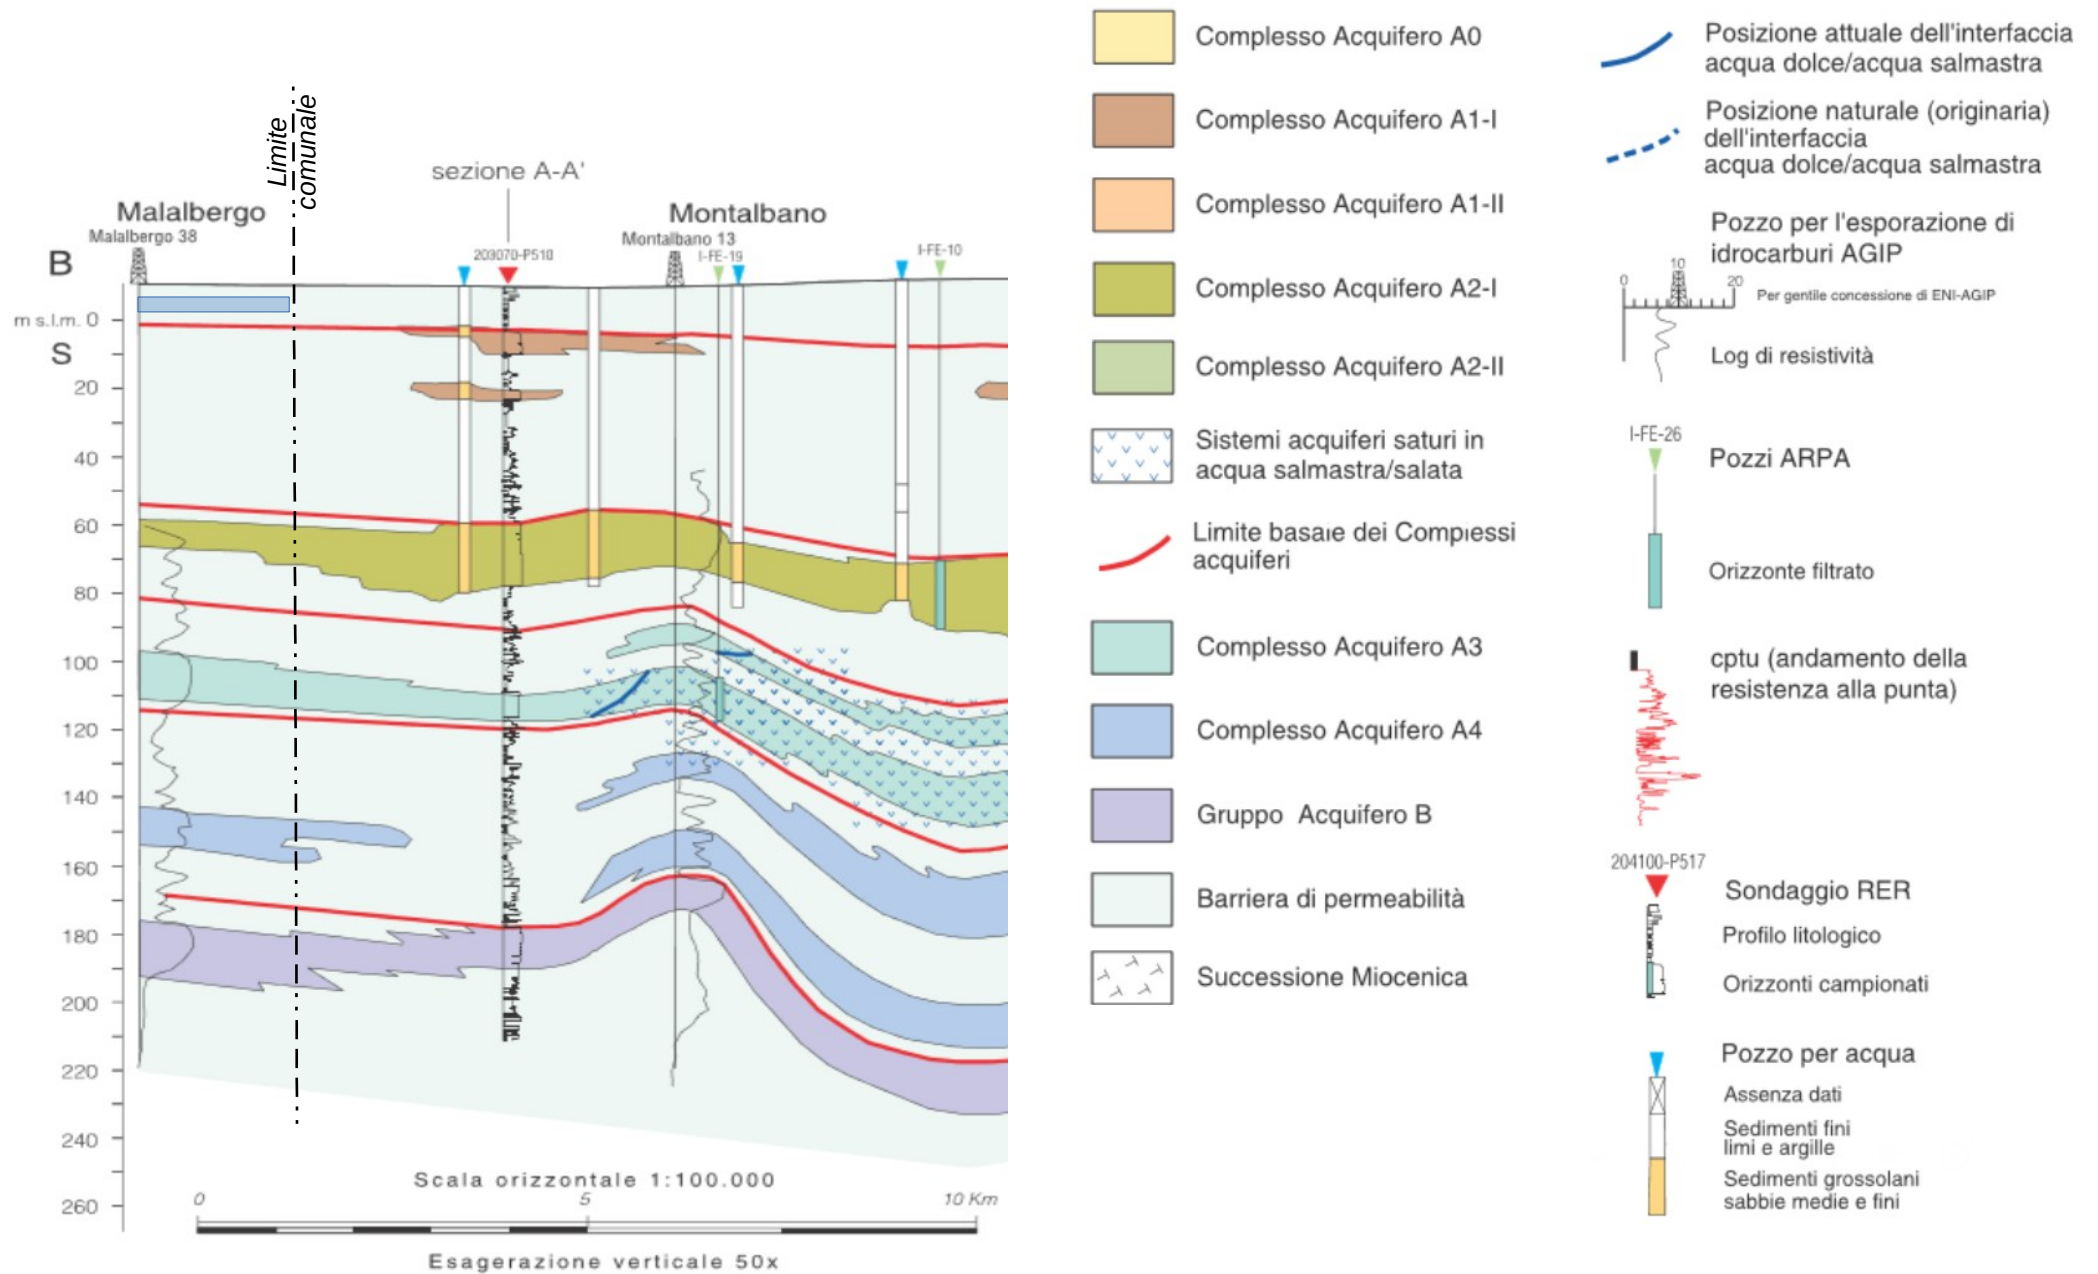 Limite
comunale
sezione A-A'
Malalbergo
Montalbano
Malalbergo 38
Montalbano 13
203070-P510
I-FE-19
I-FE-10
B
m s.l.m. 0
S
20
40
60
80
100
120
140
160
180
200
220
240
260
Scala orizzontale 1:100.000
0
5
10 Km
Esagerazione verticale 50x
Complesso Acquifero A0
Complesso Acquifero A1-I
Complesso Acquifero A1-II
Complesso Acquifero A2-I
Complesso Acquifero A2-II
Sistemi acquiferi saturi in
acqua salmastra/salata
Limite basale dei Complessi
acquiferi
Complesso Acquifero A3
Complesso Acquifero A4
Gruppo Acquifero B
Barriera di permeabilità
Successione Miocenica
Posizione attuale dell'interfaccia
acqua dolce/acqua salmastra
Posizione naturale (originaria)
dell'interfaccia
acqua dolce/acqua salmastra
Pozzo per l'esporazione di
idrocarburi AGIP
0
10
20
Per gentile concessione di ENI-AGIP
Log di resistività
I-FE-26
Pozzi ARPA
Orizzonte filtrato
cptu (andamento della
resistenza alla punta)
204100-P517
Sondaggio RER
Profilo litologico
Orizzonti campionati
Pozzo per acqua
Assenza dati
Sedimenti fini
limi e argille
Sedimenti grossolani
sabbie medie e fini